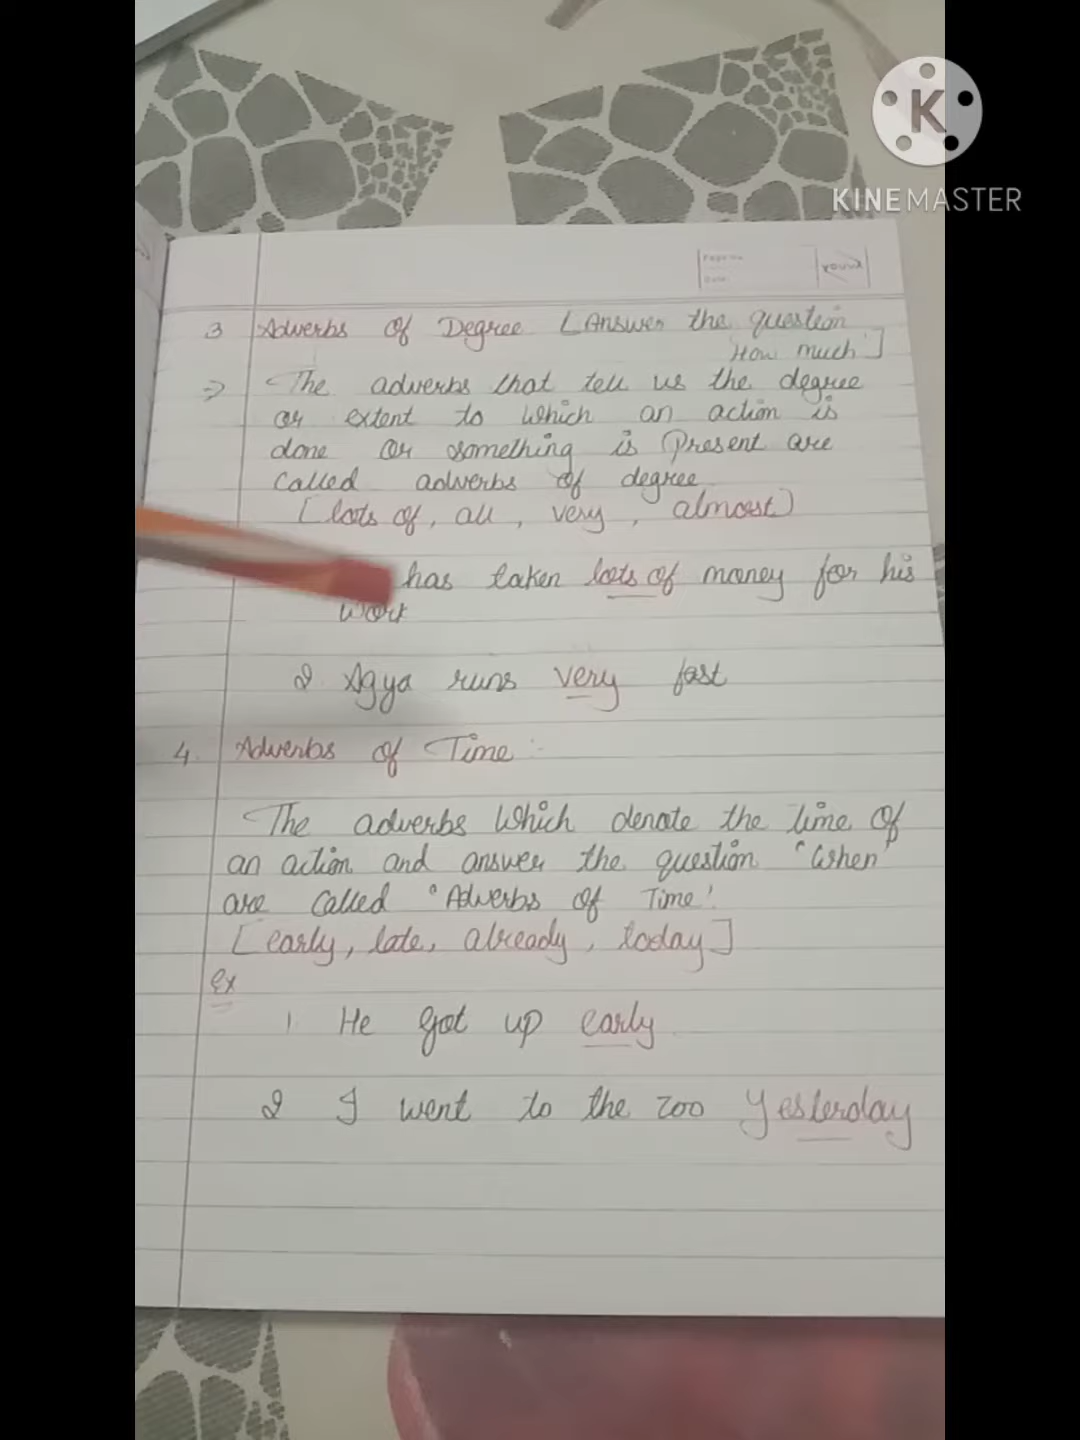 K
KINEMASTER
Page No.
Date
YOUVA
3 Adverbs of Degree [Answer the question
How much]
⇒ The adverbs that tell us the degree
or extent to which an action is
done or something is Present are
called adverbs of degree
[lots of, all, very, almost]
has taken lots of money for his
work
2 Agya runs very fast
4. Adverbs of Time :-
The adverbs which denote the time of
an action and answer the question "When"
are called 'Adverbs of Time'
[early, late, already, today]
Ex
1. He got up early
2 I went to the zoo yesterday